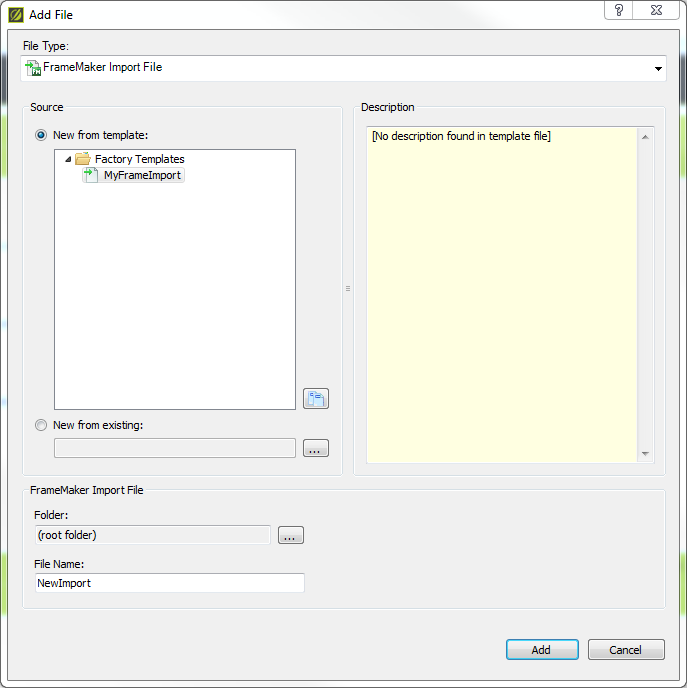 Add File
File Type:
FrameMaker Import File
Source
New from template:
Factory Templates
MyFrameImport
New from existing:
...
Description
[No description found in template file]
FrameMaker Import File
Folder:
(root folder)
...
File Name:
NewImport
Add
Cancel